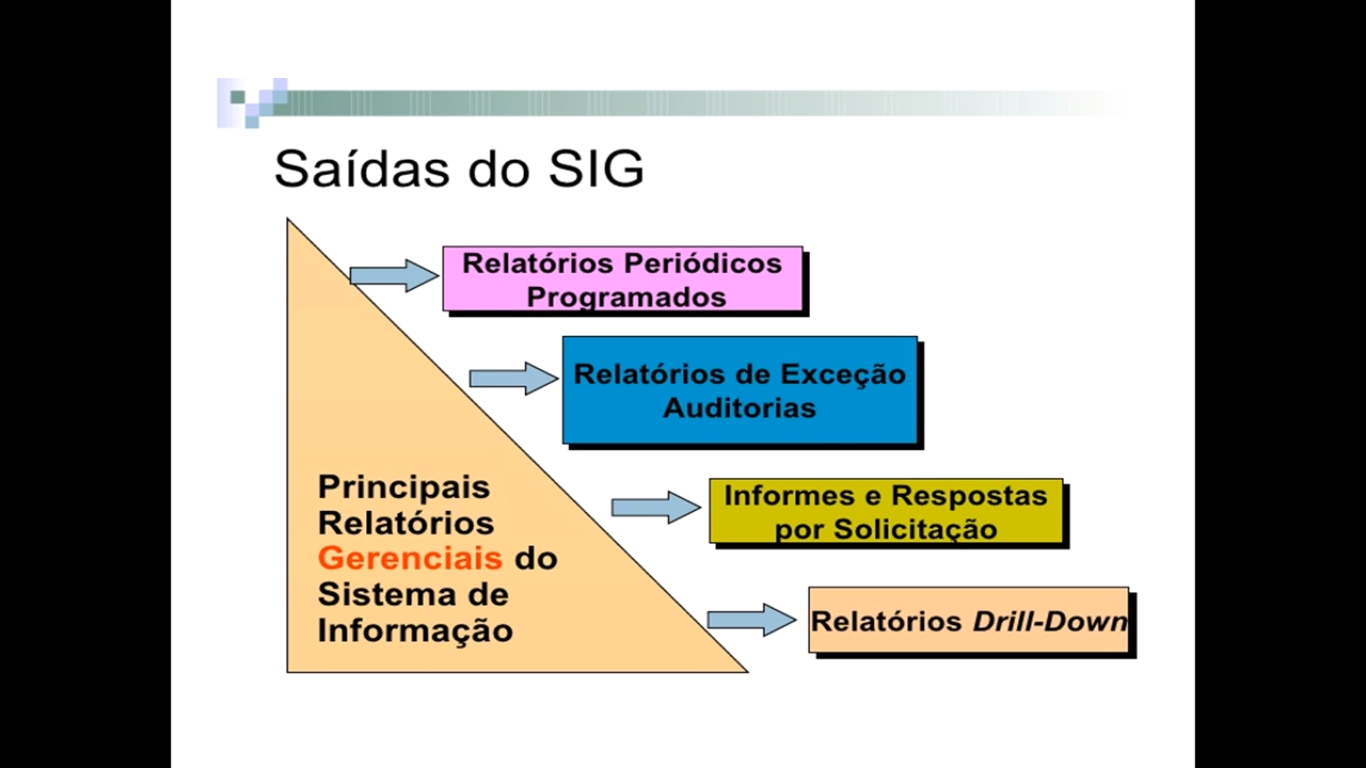 Saídas do SIG
Relatórios Periódicos
Programados
Relatórios de Exceção
Auditorias
Informes e Respostas
por Solicitação
Relatórios Drill-Down
Principais
Relatórios
Gerenciais do
Sistema de
Informação